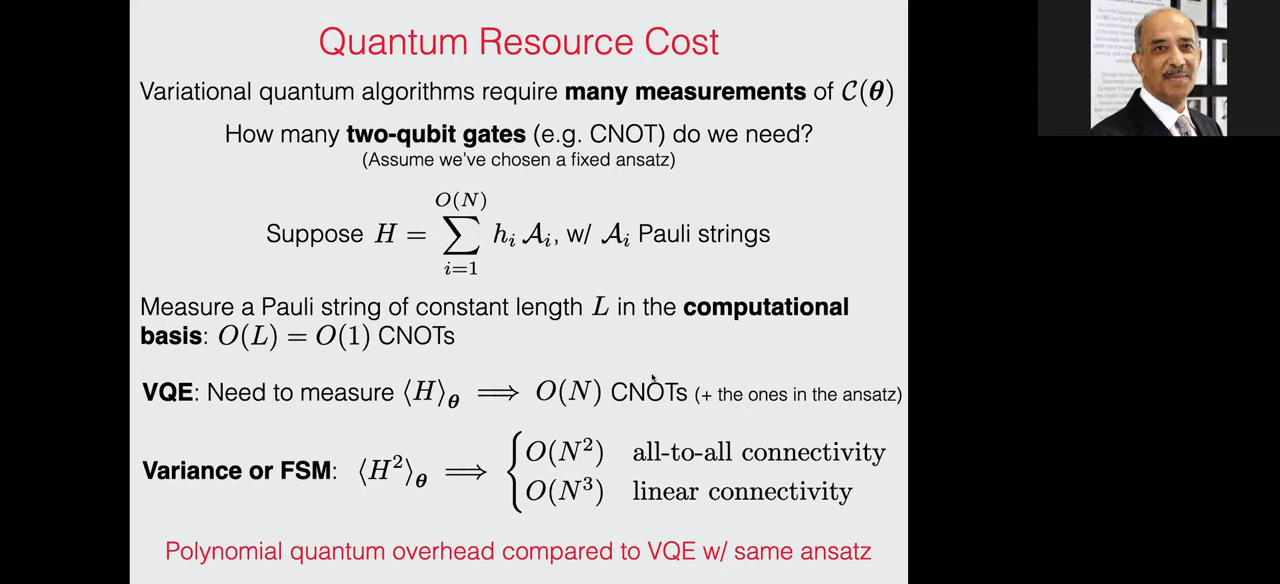 Quantum Resource Cost
Variational quantum algorithms require many measurements of 𝒞(θ)
How many two-qubit gates (e.g. CNOT) do we need?
(Assume we've chosen a fixed ansatz)
Suppose H = ∑_{i=1}^{O(N)} h_i 𝒜_i, w/ 𝒜_i Pauli strings
Measure a Pauli string of constant length L in the computational
basis: O(L) = O(1) CNOTs
VQE: Need to measure ⟨H⟩_θ ⟹ O(N) CNOTs (+ the ones in the ansatz)
Variance or FSM: ⟨H²⟩_θ ⟹ { O(N²) all-to-all connectivity
O(N³) linear connectivity
Polynomial quantum overhead compared to VQE w/ same ansatz